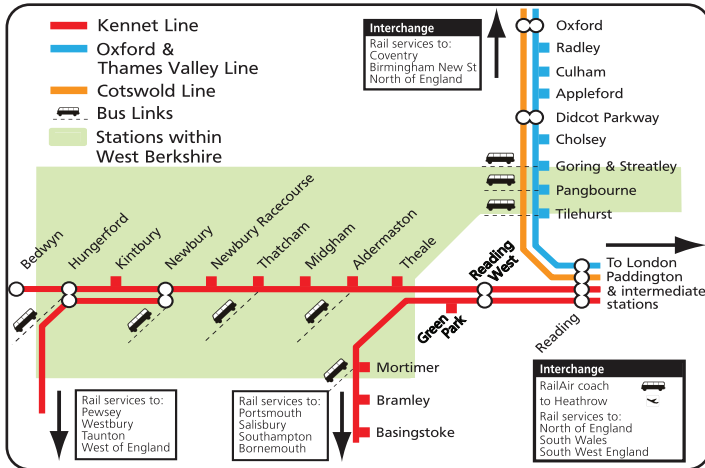 Kennet Line
Oxford &
Thames Valley Line
Cotswold Line
Bus Links
Stations within
West Berkshire
Interchange
Rail services to:
Coventry
Birmingham New St
North of England
Oxford
Radley
Culham
Appleford
Didcot Parkway
Cholsey
Goring & Streatley
Pangbourne
Tilehurst
Bedwyn
Hungerford
Kintbury
Newbury
Newbury Racecourse
Thatcham
Midgham
Aldermaston
Theale
Reading
West
To London
Paddington
& intermediate
stations
Green
Park
Reading
Mortimer
Bramley
Basingstoke
Rail services to:
Pewsey
Westbury
Taunton
West of England
Rail services to:
Portsmouth
Salisbury
Southampton
Bornemouth
Interchange
RailAir coach
to Heathrow
Rail services to:
North of England
South Wales
South West England